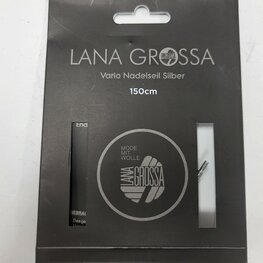 LANA GROSSA
Vario Nadelseil Silber
150cm
MODE
MIT
WOLLE
LANA
GROSSA